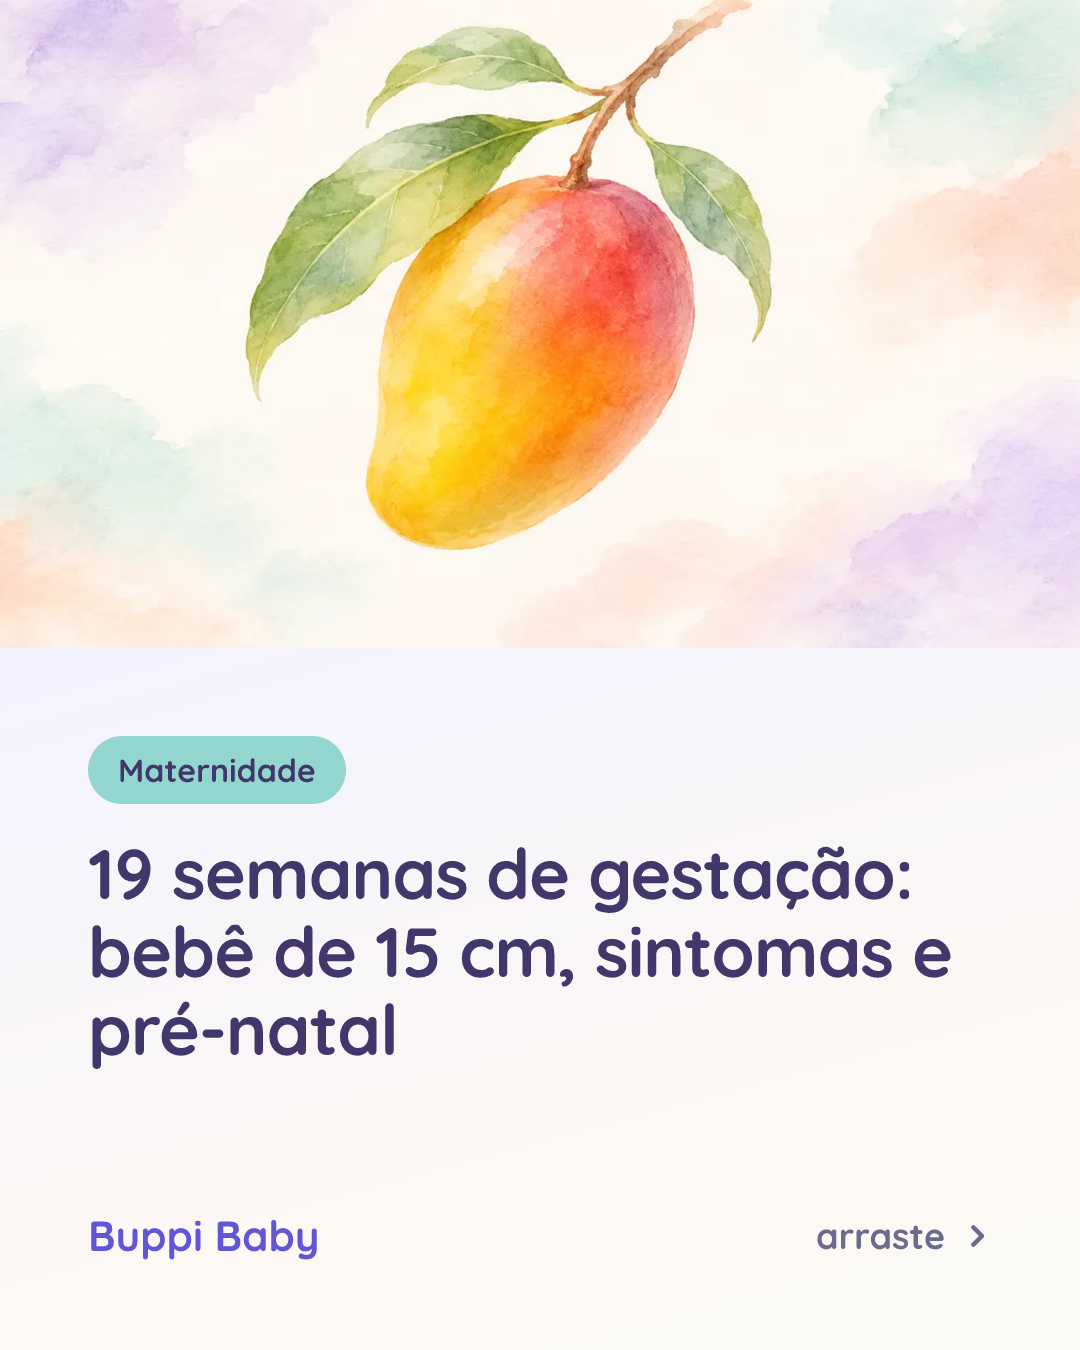 Maternidade
19 semanas de gestação:
bebê de 15 cm, sintomas e
pré-natal
Buppi Baby
arraste >